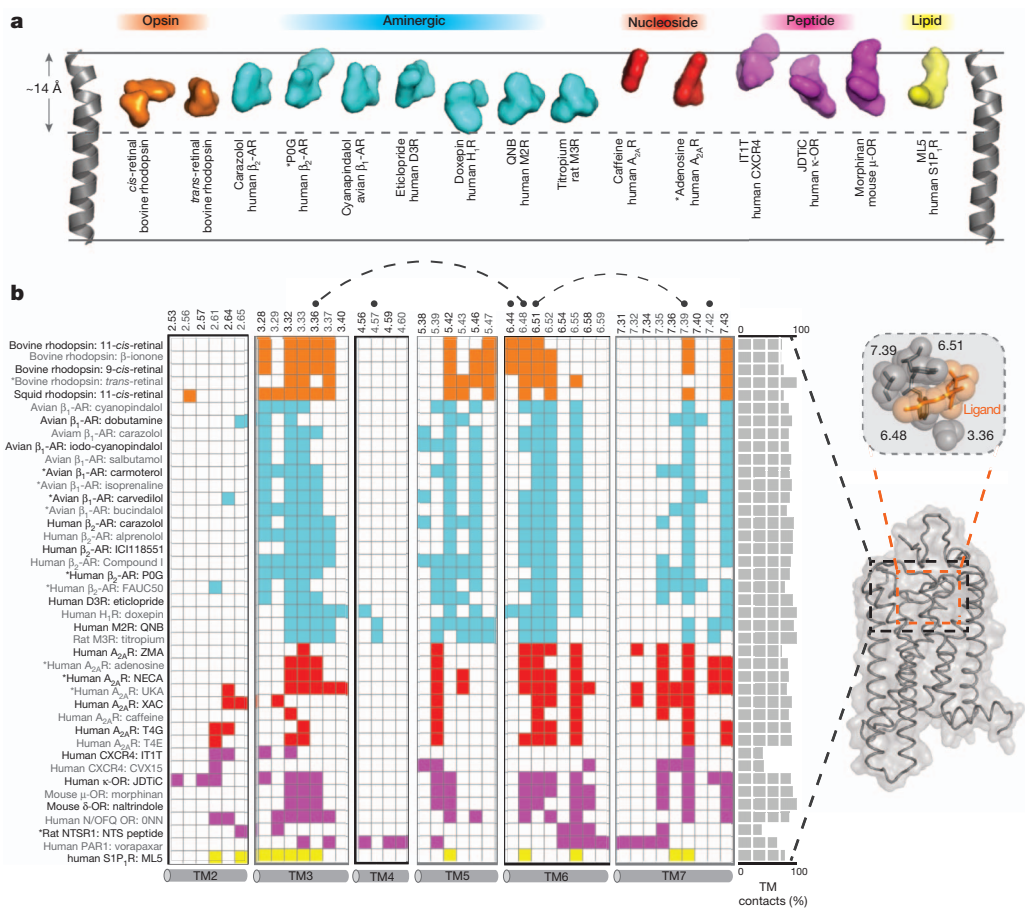 a
Opsin
Aminergic
Nucleoside
Peptide
Lipid
~14 Å
cis-retinal
bovine rhodopsin
trans-retinal
bovine rhodopsin
Carazolol
human β2-AR
*P0G
human β2-AR
Cyanapindalol
avian β1-AR
Eticlopride
human D3R
Doxepin
human H1R
QNB
human M2R
Titropium
rat M3R
Caffeine
human A2AR
*Adenosine
human A2AR
IT1T
human CXCR4
JDTiC
human κ-OR
Morphinan
mouse μ-OR
ML5
human S1P1R
b
2.53
2.56
2.57
2.61
2.64
2.65
3.28
3.29
3.32
3.33
3.36
3.37
3.40
4.56
4.57
4.59
4.60
5.38
5.39
5.42
5.43
5.46
5.47
6.44
6.48
6.51
6.52
6.54
6.55
6.58
6.59
7.31
7.32
7.34
7.35
7.36
7.39
7.40
7.42
7.43
0 100
Bovine rhodopsin: 11-cis-retinal
Bovine rhodopsin: β-ionone
Bovine rhodopsin: 9-cis-retinal
*Bovine rhodopsin: trans-retinal
Squid rhodopsin: 11-cis-retinal
Avian β1-AR: cyanopindalol
Avian β1-AR: dobutamine
Aviam β1-AR: carazolol
Avian β1-AR: iodo-cyanopindalol
Avian β1-AR: salbutamol
*Avian β1-AR: carmoterol
*Avian β1-AR: isoprenaline
*Avian β1-AR: carvedilol
*Avian β1-AR: bucindalol
Human β2-AR: carazolol
Human β2-AR: alprenolol
Human β2-AR: ICI118551
Human β2-AR: Compound I
*Human β2-AR: P0G
*Human β2-AR: FAUC50
Human D3R: eticlopride
Human H1R: doxepin
Human M2R: QNB
Rat M3R: titropium
Human A2AR: ZMA
*Human A2AR: adenosine
*Human A2AR: NECA
*Human A2AR: UKA
Human A2AR: XAC
Human A2AR: caffeine
Human A2AR: T4G
Human A2AR: T4E
Human CXCR4: IT1T
Human CXCR4: CVX15
Human κ-OR: JDTiC
Mouse μ-OR: morphinan
Mouse δ-OR: naltrindole
Human N/OFQ OR: 0NN
*Rat NTSR1: NTS peptide
Human PAR1: vorapaxar
human S1P1R: ML5
TM2
TM3
TM4
TM5
TM6
TM7
0 100
TM
contacts (%)
7.39
6.51
Ligand
6.48
3.36